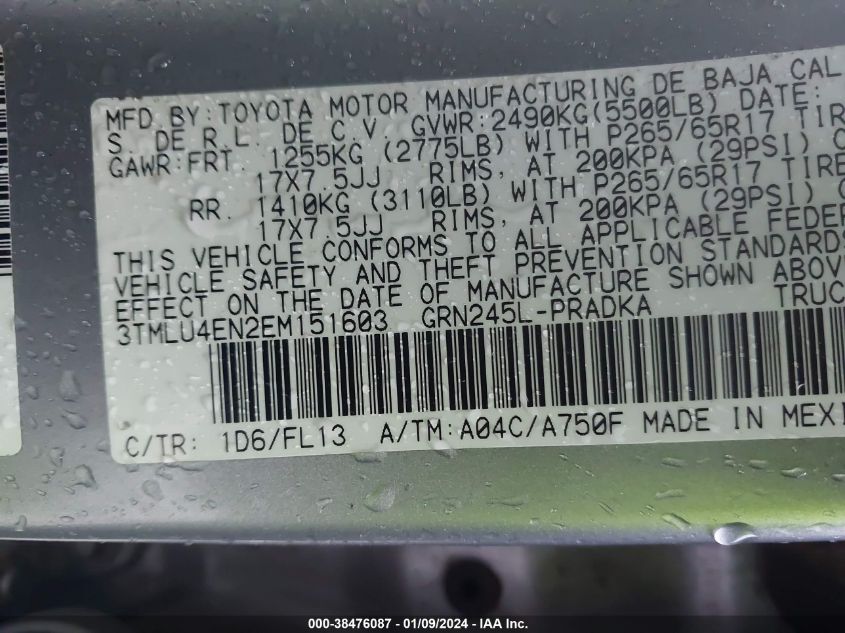 MFD BY:TOYOTA MOTOR MANUFACTURING DE BAJA CAL
S. DE R.L. DE C.V. GVWR:2490KG(5500LB) DATE:
GAWR:FRT. 1255KG (2775LB) WITH P265/65R17 TIRE
17X7.5JJ RIMS, AT 200KPA (29PSI) C
RR. 1410KG (3110LB) WITH P265/65R17 TIRE
17X7.5JJ RIMS, AT 200KPA (29PSI) C
THIS VEHICLE CONFORMS TO ALL APPLICABLE FEDER
VEHICLE SAFETY AND THEFT PREVENTION STANDARDS
EFFECT ON THE DATE OF MANUFACTURE SHOWN ABOV
3TMLU4EN2EM151603 GRN245L-PRADKA TRUC
C/TR: 1D6/FL13 A/TM:A04C/A750F MADE IN MEXI
000-38476087 - 01/09/2024 - IAA Inc.